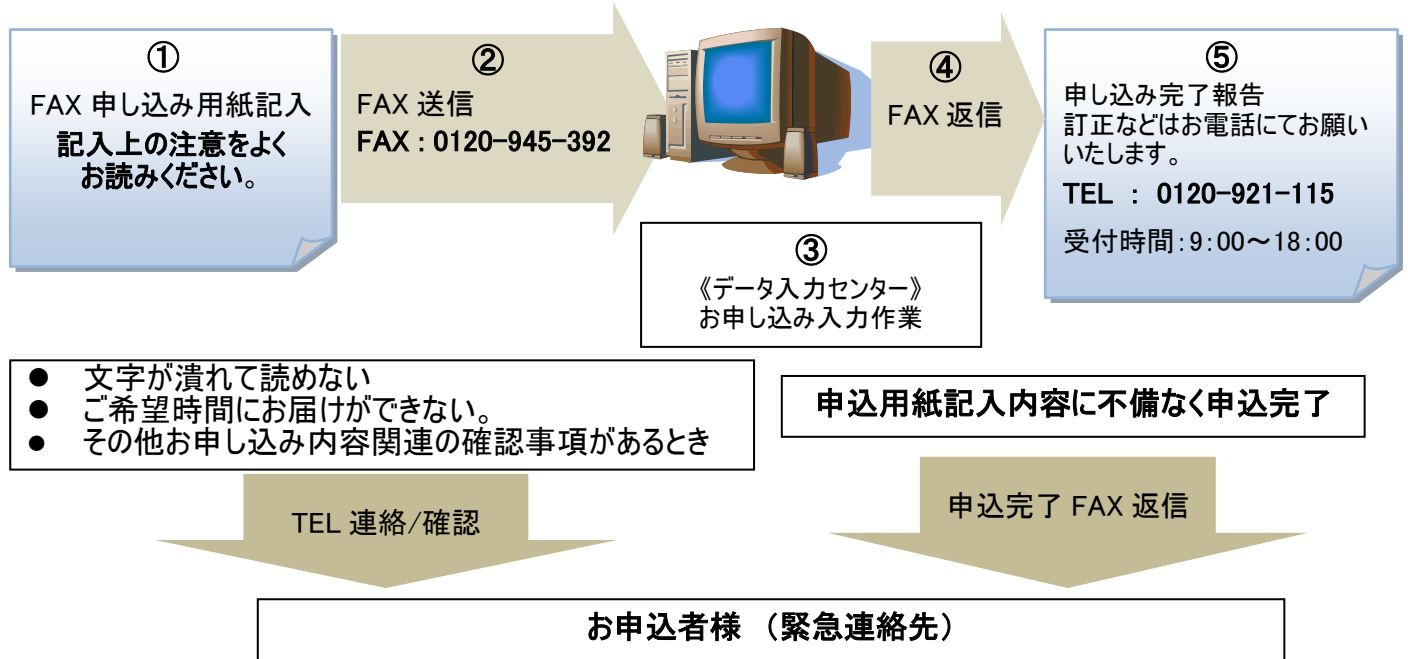 ①
FAX 申し込み用紙記入
記入上の注意をよく
お読みください。
②
FAX 送信
FAX：0120-945-392
③
《データ入力センター》
お申し込み入力作業
④
FAX 返信
⑤
申し込み完了報告
訂正などはお電話にてお願い
いたします。
TEL ： 0120-921-115
受付時間：9：00～18：00
● 文字が潰れて読めない
● ご希望時間にお届けができない。
● その他お申し込み内容関連の確認事項があるとき
申込用紙記入内容に不備なく申込完了
TEL 連絡/確認
申込完了 FAX 返信
お申込者様 （緊急連絡先）